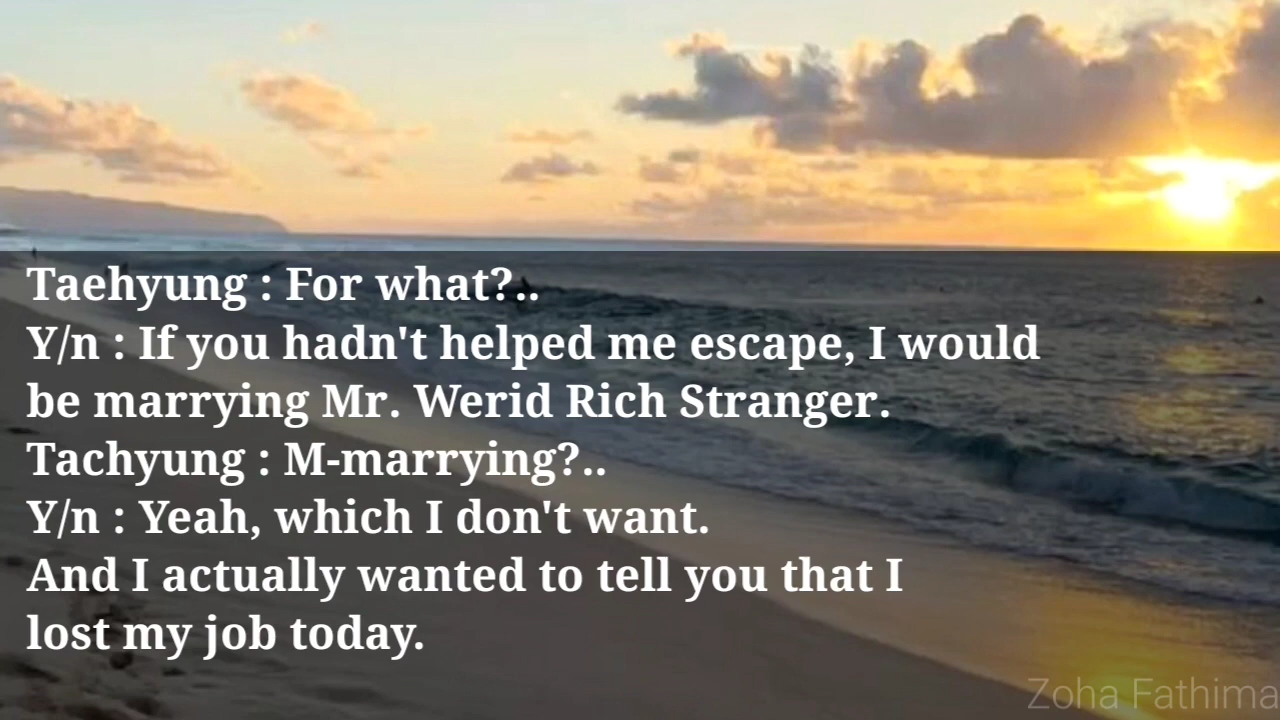 Taehyung : For what?..
Y/n : If you hadn't helped me escape, I would
be marrying Mr. Werid Rich Stranger.
Tachyung : M-marrying?..
Y/n : Yeah, which I don't want.
And I actually wanted to tell you that I
lost my job today.
Zoha Fathima